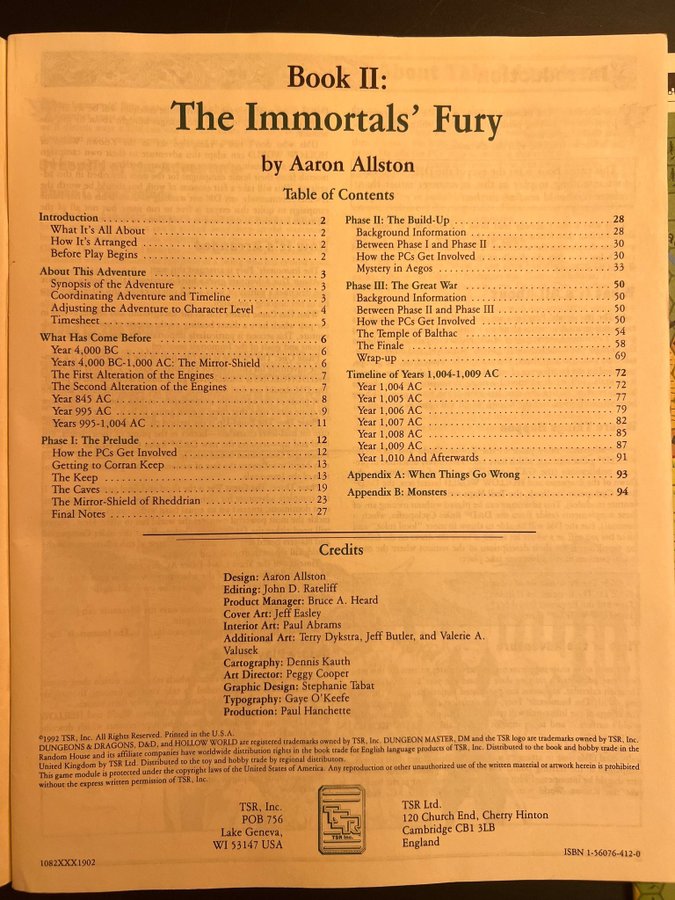 Book II:
The Immortals' Fury
by Aaron Allston
Table of Contents
Introduction . . . . . . . . . . 2
What It's All About . . . . . . . . . . 2
How It's Arranged . . . . . . . . . . 2
Before Play Begins . . . . . . . . . . 2
About This Adventure . . . . . . . . . . 3
Synopsis of the Adventure . . . . . . . . . . 3
Coordinating Adventure and Timeline . . . . . . . . . . 3
Adjusting the Adventure to Character Level . . . . . . . . . . 4
Timesheet . . . . . . . . . . 5
What Has Come Before . . . . . . . . . . 6
Year 4,000 BC . . . . . . . . . . 6
Years 4,000 BC-1,000 AC: The Mirror-Shield . . . . . . . . . . 6
The First Alteration of the Engines . . . . . . . . . . 7
The Second Alteration of the Engines . . . . . . . . . . 7
Year 845 AC . . . . . . . . . . 8
Year 995 AC . . . . . . . . . . 9
Years 995-1,004 AC . . . . . . . . . . 11
Phase I: The Prelude . . . . . . . . . . 12
How the PCs Get Involved . . . . . . . . . . 12
Getting to Corran Keep . . . . . . . . . . 13
The Keep . . . . . . . . . . 13
The Caves . . . . . . . . . . 19
The Mirror-Shield of Rheddrian . . . . . . . . . . 23
Final Notes . . . . . . . . . . 27
Phase II: The Build-Up . . . . . . . . . . 28
Background Information . . . . . . . . . . 28
Between Phase I and Phase II . . . . . . . . . . 30
How the PCs Get Involved . . . . . . . . . . 30
Mystery in Aegos . . . . . . . . . . 33
Phase III: The Great War . . . . . . . . . . 50
Background Information . . . . . . . . . . 50
Between Phase II and Phase III . . . . . . . . . . 50
How the PCs Get Involved . . . . . . . . . . 50
The Temple of Balthac . . . . . . . . . . 54
The Finale . . . . . . . . . . 58
Wrap-up . . . . . . . . . . 69
Timeline of Years 1,004-1,009 AC . . . . . . . . . . 72
Year 1,004 AC . . . . . . . . . . 72
Year 1,005 AC . . . . . . . . . . 77
Year 1,006 AC . . . . . . . . . . 79
Year 1,007 AC . . . . . . . . . . 82
Year 1,008 AC . . . . . . . . . . 85
Year 1,009 AC . . . . . . . . . . 87
Year 1,010 And Afterwards . . . . . . . . . . 91
Appendix A: When Things Go Wrong . . . . . . . . . . 93
Appendix B: Monsters . . . . . . . . . . 94
Credits
Design: Aaron Allston
Editing: John D. Rateliff
Product Manager: Bruce A. Heard
Cover Art: Jeff Easley
Interior Art: Paul Abrams
Additional Art: Terry Dykstra, Jeff Butler, and Valerie A.
Valusek
Cartography: Dennis Kauth
Art Director: Peggy Cooper
Graphic Design: Stephanie Tabat
Typography: Gaye O'Keefe
Production: Paul Hanchette
©1992 TSR, Inc. All Rights Reserved. Printed in the U.S.A.
DUNGEONS & DRAGONS, D&D, and HOLLOW WORLD are registered trademarks owned by TSR, Inc. DUNGEON MASTER, DM and the TSR logo are trademarks owned by TSR, Inc.
Random House and its affiliate companies have worldwide distribution rights in the book trade for English language products of TSR, Inc. Distributed to the book and hobby trade in the
United Kingdom by TSR Ltd. Distributed to the toy and hobby trade by regional distributors.
This game module is protected under the copyright laws of the United States of America. Any reproduction or other unauthorized use of the written material or artwork herein is prohibited
without the express written permission of TSR, Inc.
TSR, Inc.
POB 756
Lake Geneva,
WI 53147 USA
TSR
TSR Inc.
TSR Ltd.
120 Church End, Cherry Hinton
Cambridge CB1 3LB
England
1082XXX1902
ISBN 1-56076-412-0